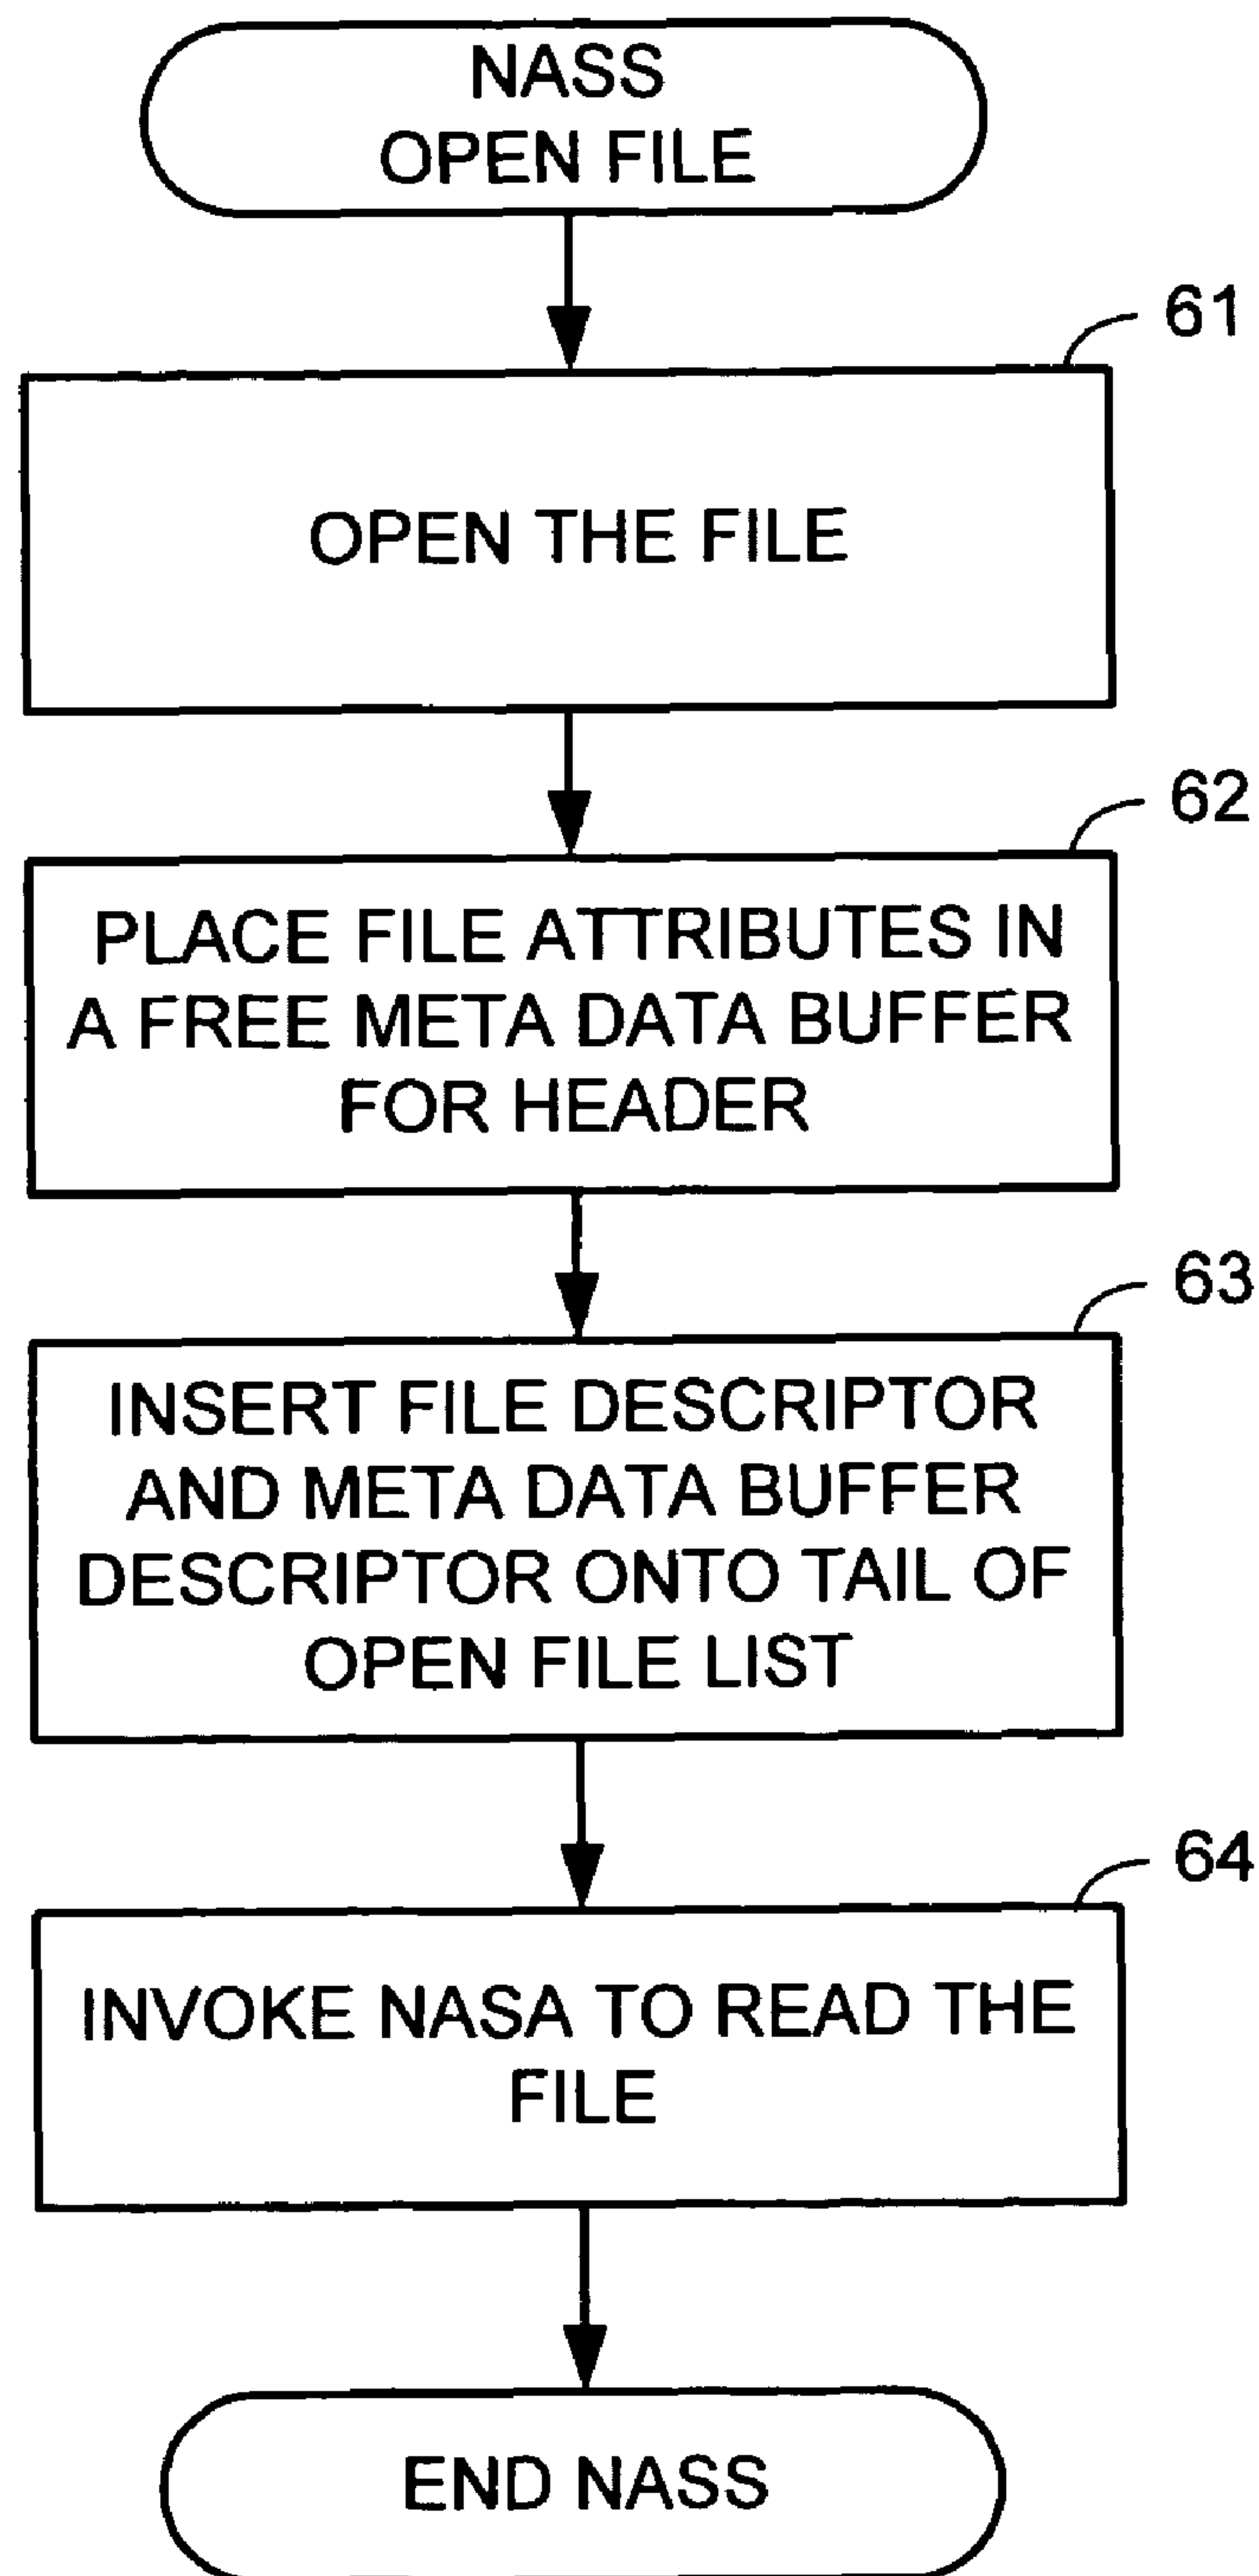 NASS
OPEN FILE
61
OPEN THE FILE
62
PLACE FILE ATTRIBUTES IN
A FREE META DATA BUFFER
FOR HEADER
63
INSERT FILE DESCRIPTOR
AND META DATA BUFFER
DESCRIPTOR ONTO TAIL OF
OPEN FILE LIST
64
INVOKE NASA TO READ THE
FILE
END NASS